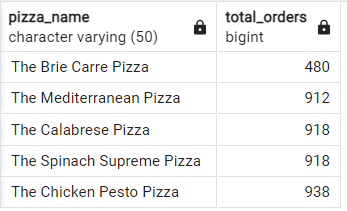 pizza_name total_orders
character varying (50) bigint
The Brie Carre Pizza 480
The Mediterranean Pizza 912
The Calabrese Pizza 918
The Spinach Supreme Pizza 918
The Chicken Pesto Pizza 938